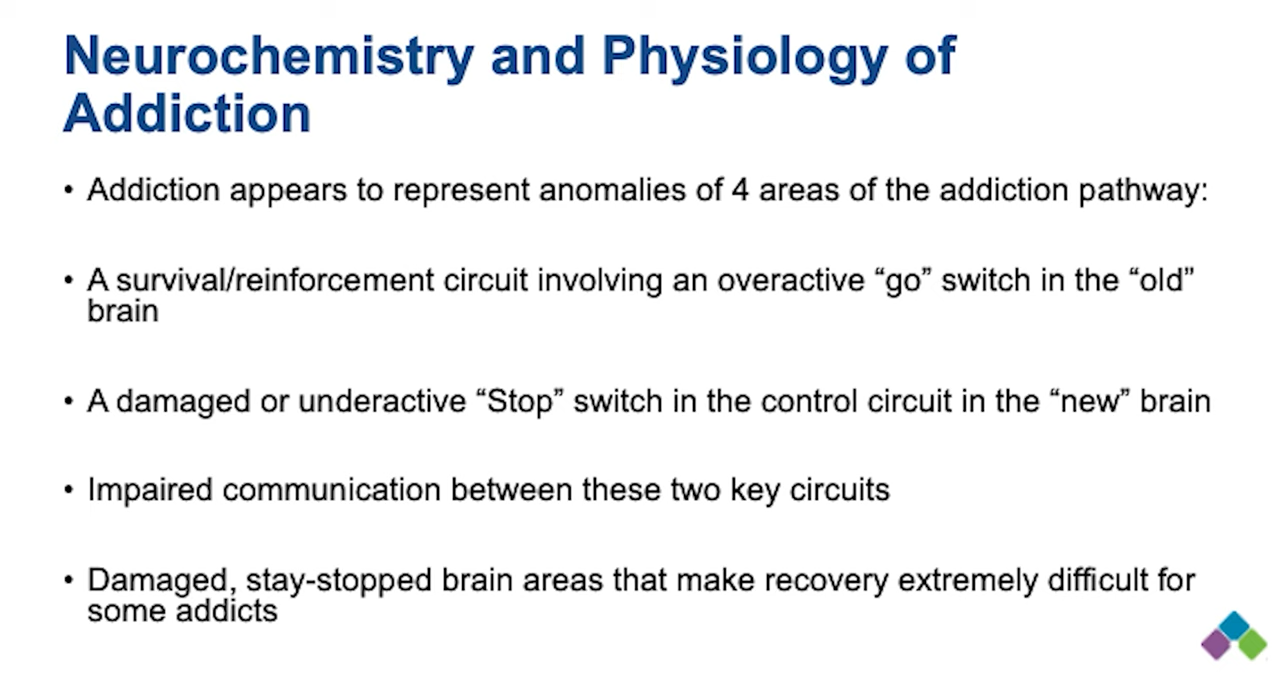 Neurochemistry and Physiology of
Addiction
• Addiction appears to represent anomalies of 4 areas of the addiction pathway:
• A survival/reinforcement circuit involving an overactive “go” switch in the “old”
brain
• A damaged or underactive “Stop” switch in the control circuit in the “new” brain
• Impaired communication between these two key circuits
• Damaged, stay-stopped brain areas that make recovery extremely difficult for
some addicts